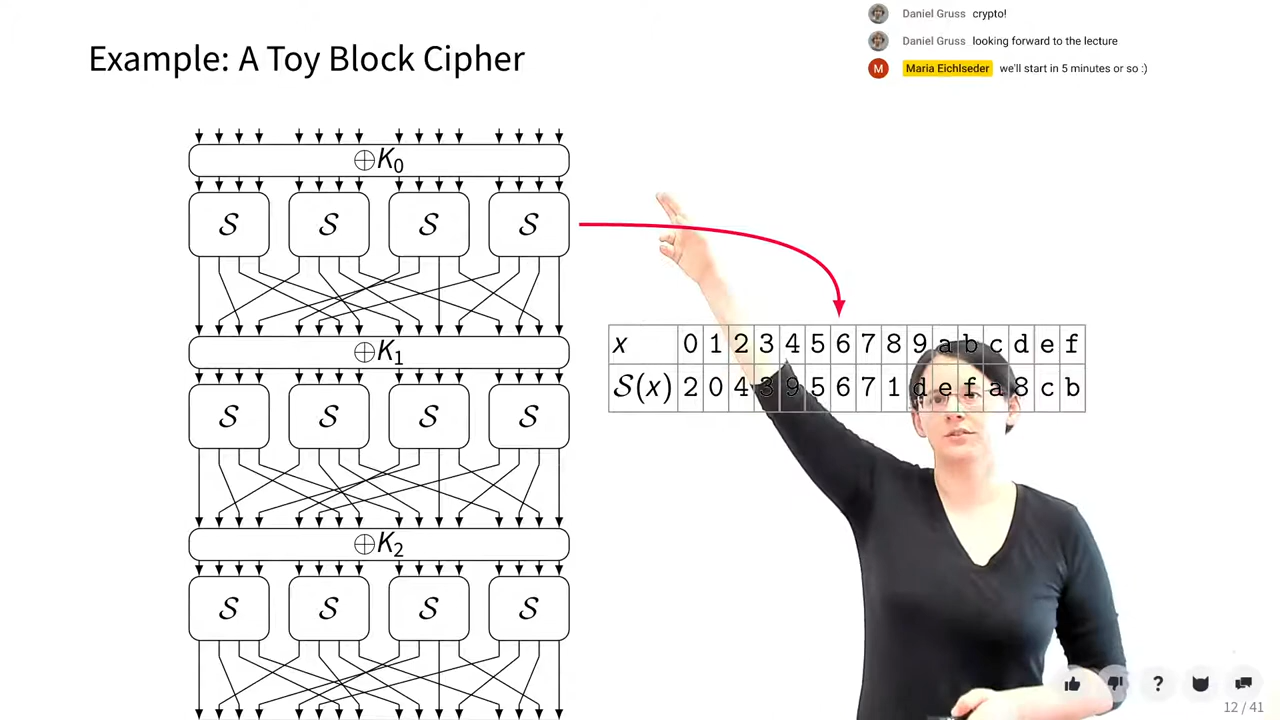 Daniel Gruss crypto!
Daniel Gruss looking forward to the lecture
M Maria Eichlseder we'll start in 5 minutes or so :)
Example: A Toy Block Cipher
⊕K₀
S S S S
x 0 1 2 3 4 5 6 7 8 9 a b c d e f
S(x) 2 0 4 3 9 5 6 7 1 d e f a 8 c b
⊕K₁
S S S S
⊕K₂
S S S S
?
12 / 41